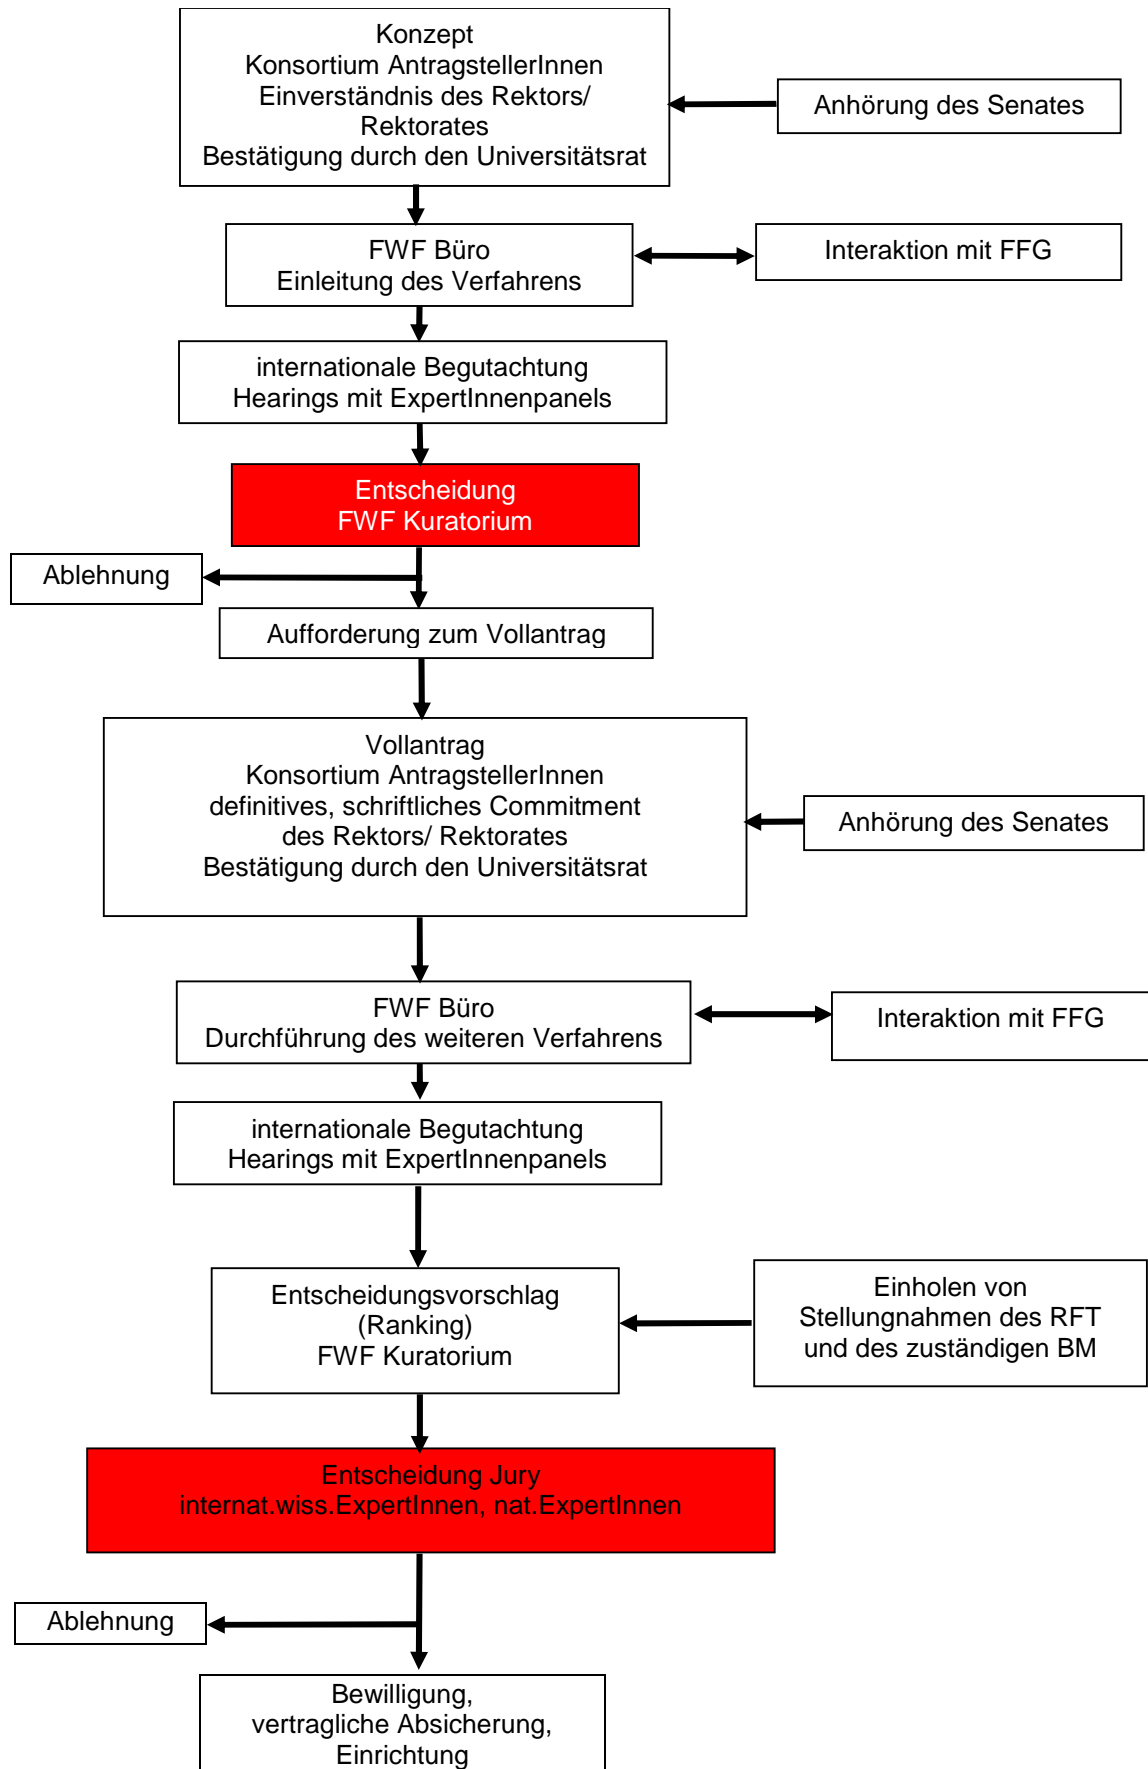 Konzept
Konsortium AntragstellerInnen
Einverständnis des Rektors/
Rektorates
Bestätigung durch den Universitätsrat
Anhörung des Senates
FWF Büro
Einleitung des Verfahrens
Interaktion mit FFG
internationale Begutachtung
Hearings mit ExpertInnenpanels
Entscheidung
FWF Kuratorium
Ablehnung
Aufforderung zum Vollantrag
Vollantrag
Konsortium AntragstellerInnen
definitives, schriftliches Commitment
des Rektors/ Rektorates
Bestätigung durch den Universitätsrat
Anhörung des Senates
FWF Büro
Durchführung des weiteren Verfahrens
Interaktion mit FFG
internationale Begutachtung
Hearings mit ExpertInnenpanels
Entscheidungsvorschlag
(Ranking)
FWF Kuratorium
Einholen von
Stellungnahmen des RFT
und des zuständigen BM
Entscheidung Jury
internat.wiss.ExpertInnen, nat.ExpertInnen
Ablehnung
Bewilligung,
vertragliche Absicherung,
Einrichtung